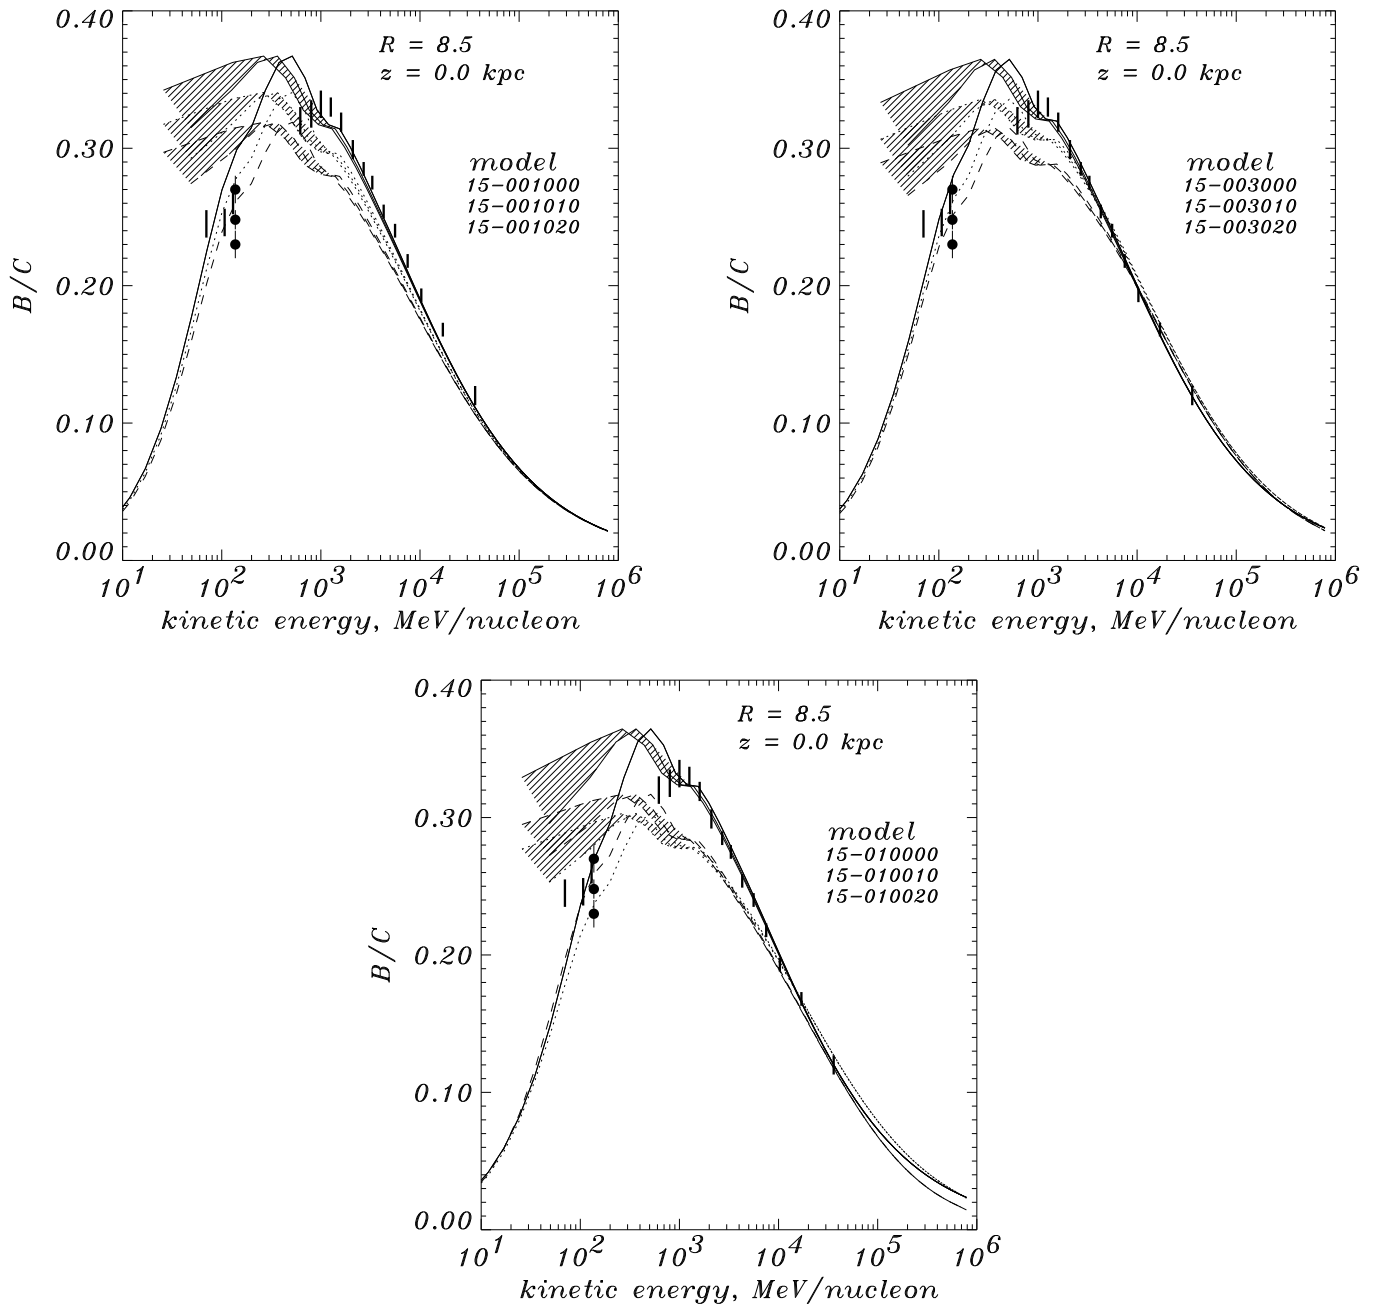 0.40
0.30
0.20
0.10
0.00
B/C
R = 8.5
z = 0.0 kpc
model
15-001000
15-001010
15-001020
10^1 10^2 10^3 10^4 10^5 10^6
kinetic energy, MeV/nucleon
0.40
0.30
0.20
0.10
0.00
B/C
R = 8.5
z = 0.0 kpc
model
15-003000
15-003010
15-003020
10^1 10^2 10^3 10^4 10^5 10^6
kinetic energy, MeV/nucleon
0.40
0.30
0.20
0.10
0.00
B/C
R = 8.5
z = 0.0 kpc
model
15-010000
15-010010
15-010020
10^1 10^2 10^3 10^4 10^5 10^6
kinetic energy, MeV/nucleon